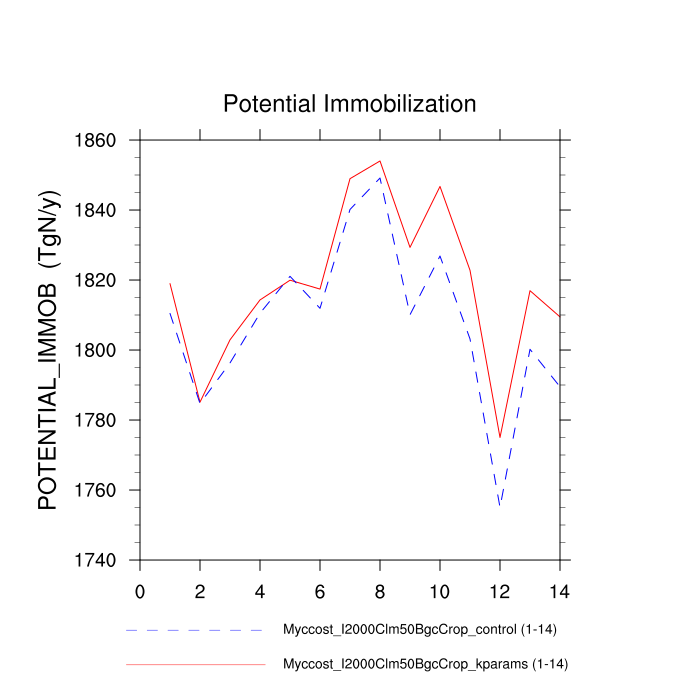 Potential Immobilization
POTENTIAL_IMMOB (TgN/y)
1860
1840
1820
1800
1780
1760
1740
0 2 4 6 8 10 12 14
Myccost_I2000Clm50BgcCrop_control (1-14)
Myccost_I2000Clm50BgcCrop_kparams (1-14)